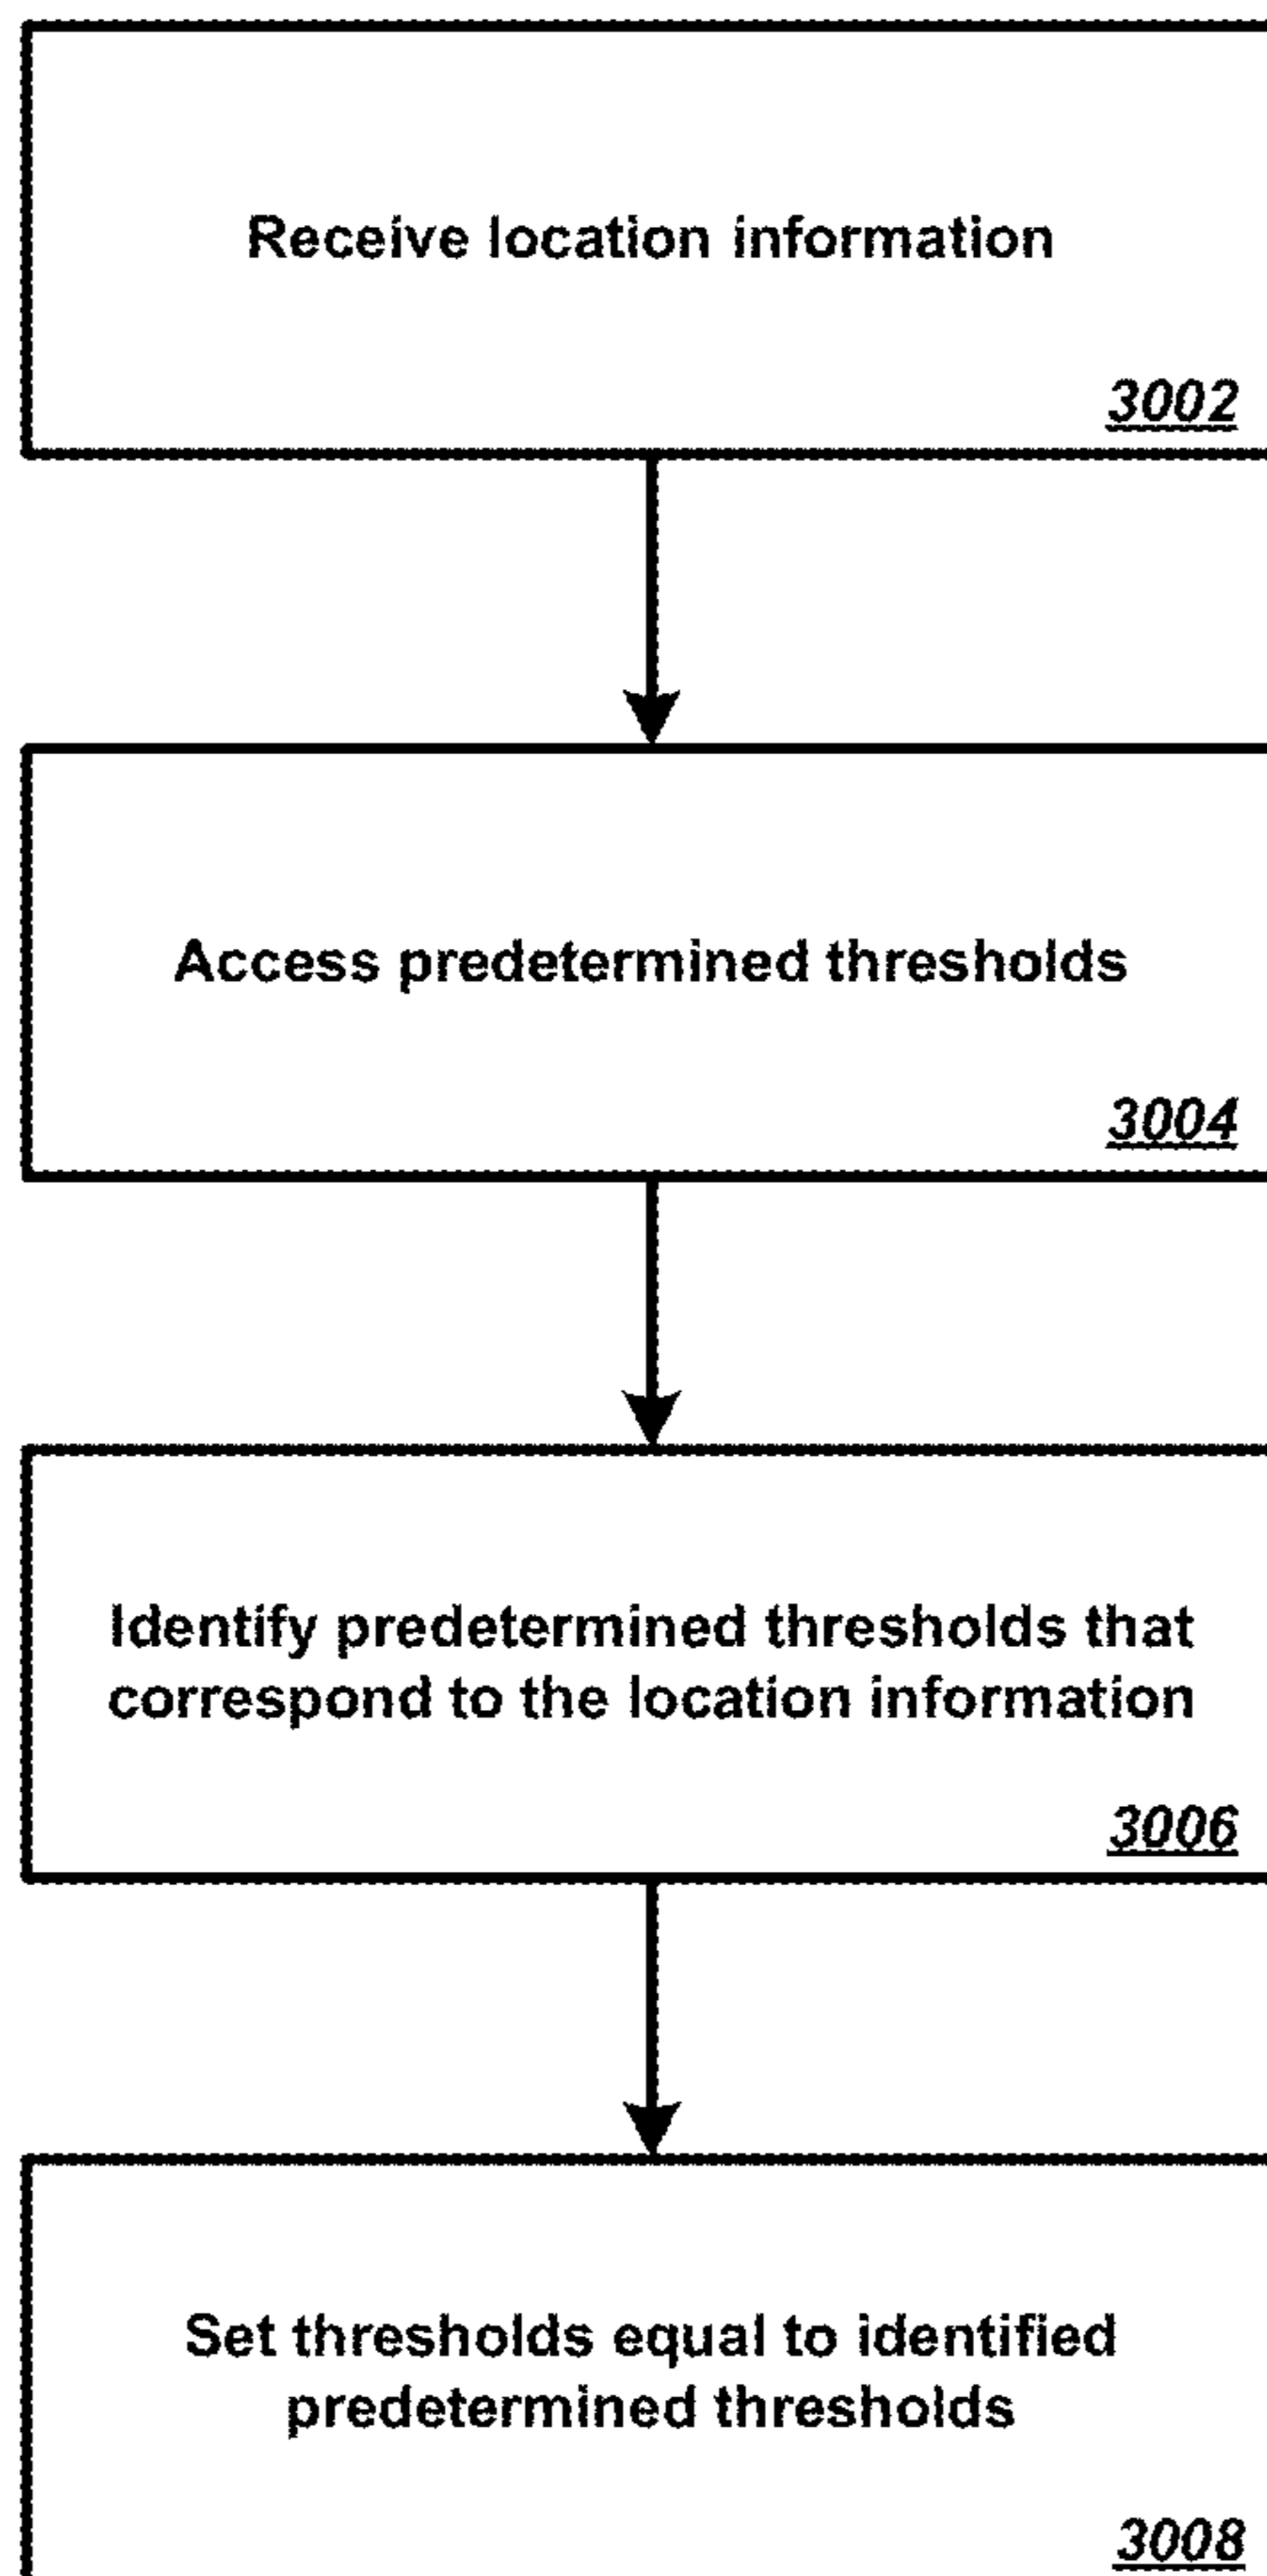 Receive location information
3002
Access predetermined thresholds
3004
Identify predetermined thresholds that
correspond to the location information
3006
Set thresholds equal to identified
predetermined thresholds
3008